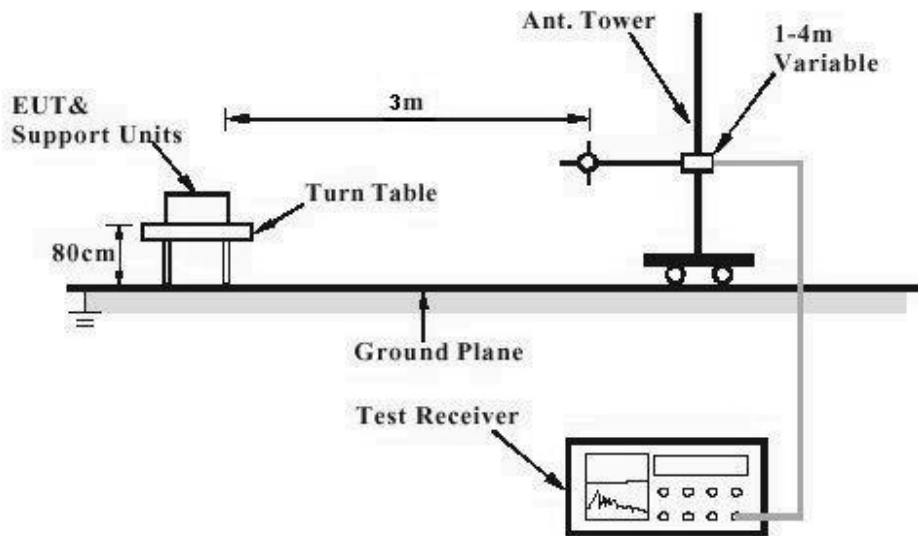 Ant. Tower
1-4m
Variable
3m
EUT&
Support Units
Turn Table
80cm
Ground Plane
Test Receiver